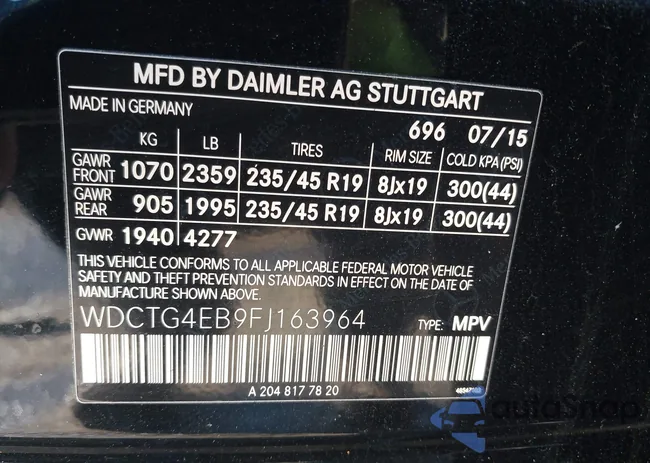 MFD BY DAIMLER AG STUTTGART
MADE IN GERMANY
696 07/15
KG LB TIRES RIM SIZE COLD KPA (PSI)
GAWR FRONT 1070 2359 235/45 R19 8Jx19 300(44)
GAWR REAR 905 1995 235/45 R19 8Jx19 300(44)
GVWR 1940 4277
THIS VEHICLE CONFORMS TO ALL APPLICABLE FEDERAL MOTOR VEHICLE
SAFETY AND THEFT PREVENTION STANDARDS IN EFFECT ON THE DATE OF
MANUFACTURE SHOWN ABOVE.
WDCTG4EB9FJ163964 TYPE: MPV
A 204 817 78 20
autoSnap